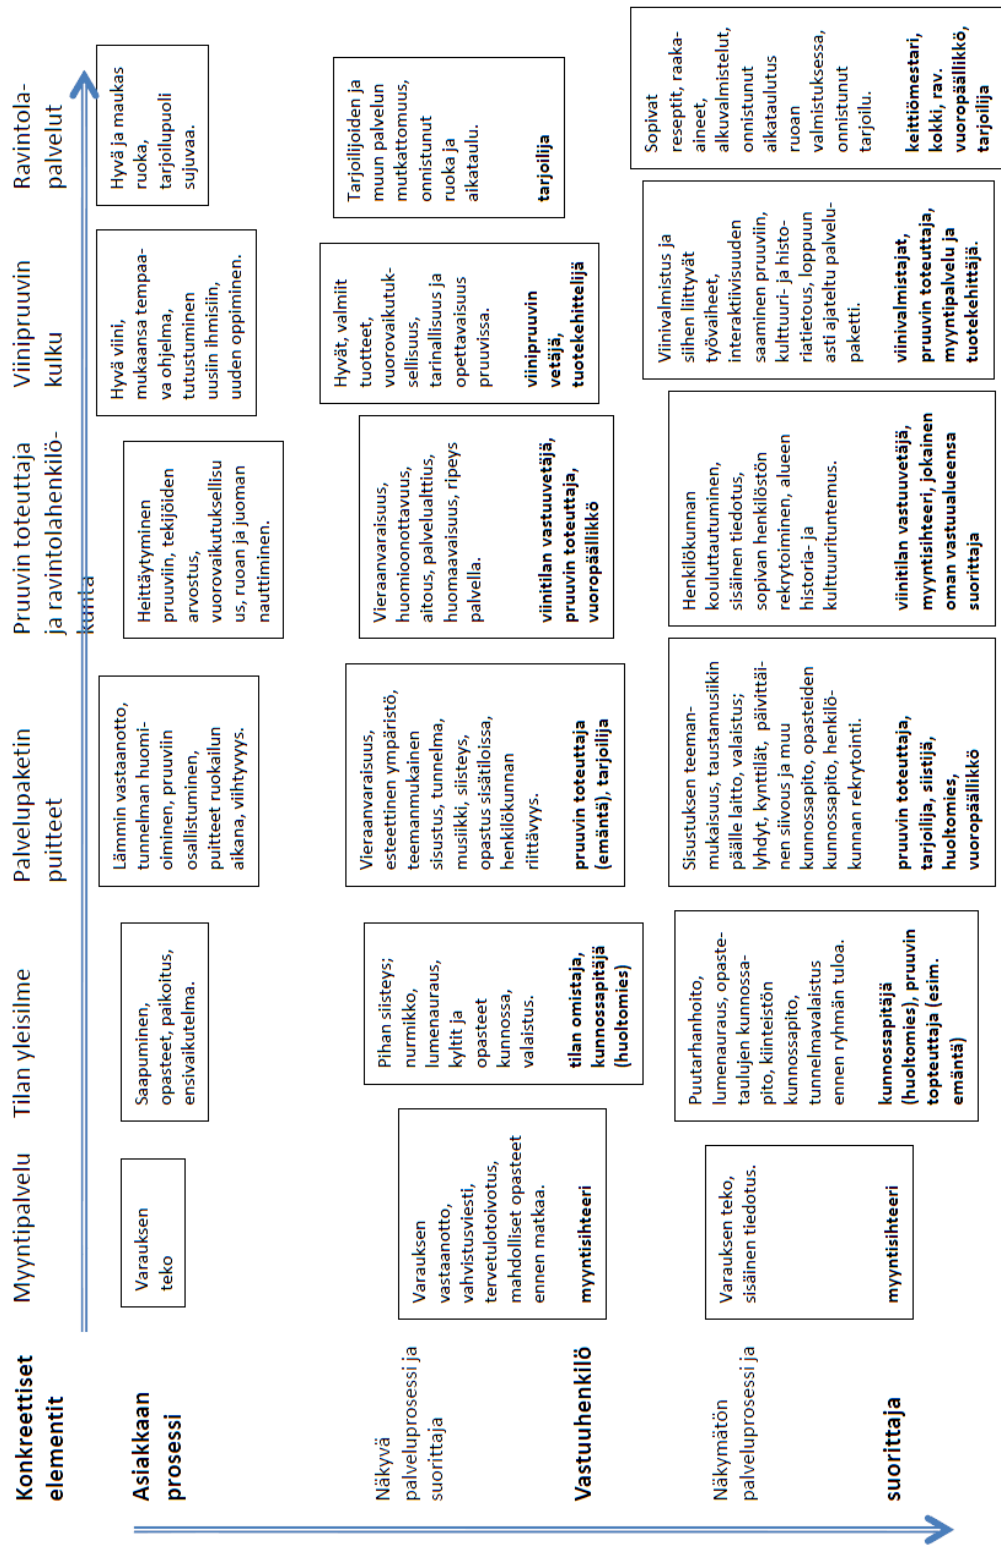 Konkreettiset
elementit
Myyntipalvelu
Tilan yleisilme
Palvelupaketin
puitteet
Pruuvin toteuttaja
ja ravintolahenkilö-
kunta
Viinipruuvin
kulku
Ravintola-
palvelut
Asiakkaan
prosessi
Varauksen
teko
Saapuminen,
opasteet, paikoitus,
ensivaikutelma.
Lämmin vastaanotto,
tunnelman huomi-
oiminen, pruuviin
osallistuminen,
puitteet ruokailun
aikana, viihtyvyys.
Heittäytyminen
pruuviin, tekijöiden
arvostus,
vuorovaikutuksellisu
us, ruoan ja juoman
nauttiminen.
Hyvä viini,
mukaansa tempaa-
va ohjelma,
tutustuminen
uusiin ihmisiin,
uuden oppiminen.
Hyvä ja maukas
ruoka,
tarjoilupuoli
sujuvaa.
Näkyvä
palveluprosessi ja
suorittaja
Vastuuhenkilö
Varauksen
vastaanotto,
vahvistusviesti,
tervetulotoivotus,
mahdolliset opasteet
ennen matkaa.
myyntisihteeri
Pihan siisteys;
nurmikko,
lumenauraus,
kyltit ja
opasteet
kunnossa,
valaistus.
tilan omistaja,
kunnossapitäjä
(huoltomies)
Vieraanvaraisuus,
esteettinen ympäristö,
teemanmukainen
sisustus, tunnelma,
musiikki, siisteys,
opastus sisätiloissa,
henkilökunnan
riittävyys.
pruuvin toteuttaja
(emäntä), tarjoilija
Vieraanvaraisuus,
huomioonottavuus,
aitous, palvelualttius,
huomaavaisuus, ripeys
palvella.
viinitilan vastuuvetäjä,
pruuvin toteuttaja,
vuoropäällikkö
Hyvät, valmiit
tuotteet,
vuorovaikutuk-
sellisuus,
tarinallisuus ja
opettavaisuus
pruuvissa.
viinipruuvin
vetäjä,
tuotekehittelijä
Tarjoilijoiden ja
muun palvelun
mutkattomuus,
onnistunut
ruoka ja
aikataulu.
tarjoilija
Näkymätön
palveluprosessi ja
suorittaja
Varauksen teko,
sisäinen tiedotus.
myyntisihteeri
Puutarhanhoito,
lumenauraus, opaste-
taulujen kunnossa-
pito, kiinteistön
kunnossapito,
tunnelmavalaistus
ennen ryhmän tuloa.
kunnossapitäjä
(huoltomies), pruuvin
topteuttaja (esim.
emäntä)
Sisustuksen teeman-
mukaisuus, taustamusiikin
päälle laitto, valaistus;
lyhdyt, kynttilät, päivittäi-
nen siivous ja muu
kunnossapito, opasteiden
kunnossapito, henkilö-
kunnan rekrytointi.
pruuvin toteuttaja,
tarjoilija, siistijä,
huoltomies,
vuoropäällikkö
Henkilökunnan
kouluttautuminen,
sisäinen tiedotus,
sopivan henkilöstön
rekrytoiminen, alueen
historia- ja
kulttuurituntemus.
viinitilan vastuuvetäjä,
myyntisihteeri, jokainen
oman vastuualueensa
suorittaja
Viinivalmistus ja
siihen liittyvät
työvaiheet,
interaktiivisuuden
saaminen pruuviin,
kulttuuri- ja histo-
riatietous, loppuun
asti ajateltu palvelu-
paketti.
viinivalmistajat,
pruuvin toteuttaja,
myyntipalvelu ja
tuotekehittäjä.
Sopivat
reseptit, raaka-
aineet,
alkuvalmistelut,
onnistunut
aikataulutus
ruoan
valmistuksessa,
onnistunut
tarjoilu.
keittiömestari,
kokki, rav.
vuoropäällikkö,
tarjoilija